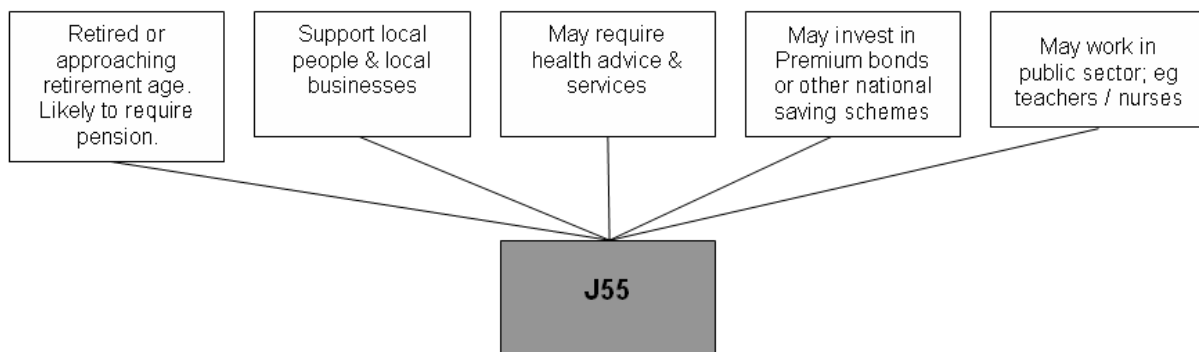 Retired or
approaching
retirement age.
Likely to require
pension.
Support local
people & local
businesses
May require
health advice &
services
May invest in
Premium bonds
or other national
saving schemes
May work in
public sector; eg
teachers / nurses
J55